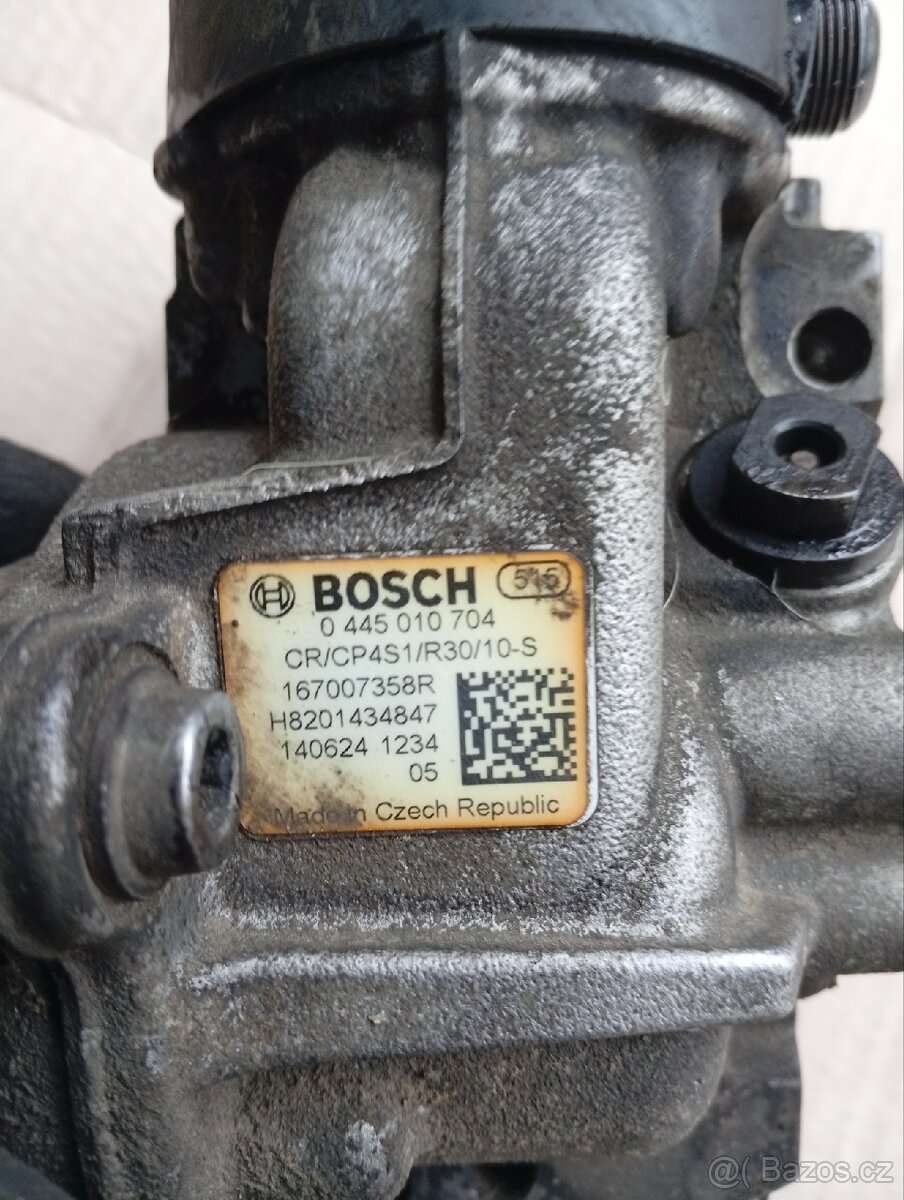 BOSCH 515
0 445 010 704
CR/CP4S1/R30/10-S
167007358R
H8201434847
140624 1234
05
Made in Czech Republic
@( Bazos.cz